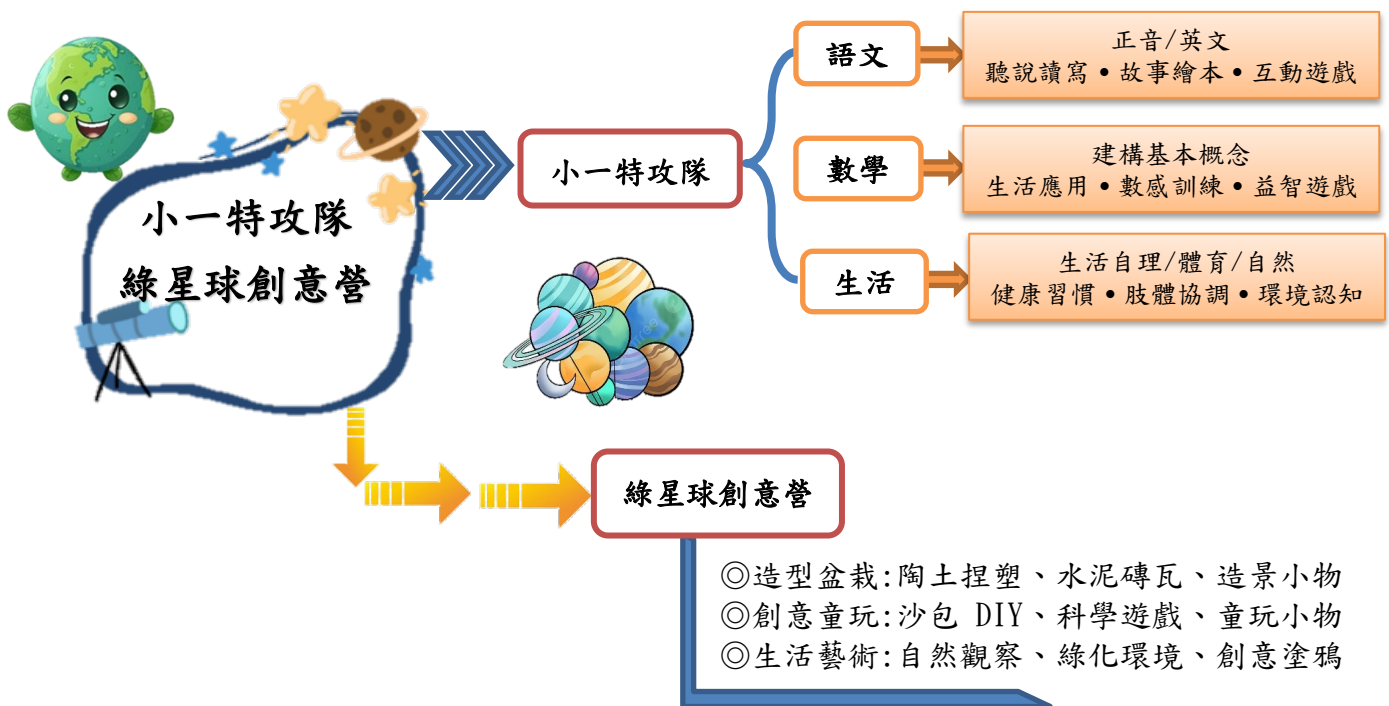 小一特攻隊
綠星球創意營
小一特攻隊
語文
正音/英文
聽說讀寫•故事繪本•互動遊戲
數學
建構基本概念
生活應用•數感訓練•益智遊戲
生活
生活自理/體育/自然
健康習慣•肢體協調•環境認知
綠星球創意營
◎造型盆栽:陶土捏塑、水泥磚瓦、造景小物
◎創意童玩:沙包 DIY、科學遊戲、童玩小物
◎生活藝術:自然觀察、綠化環境、創意塗鴉